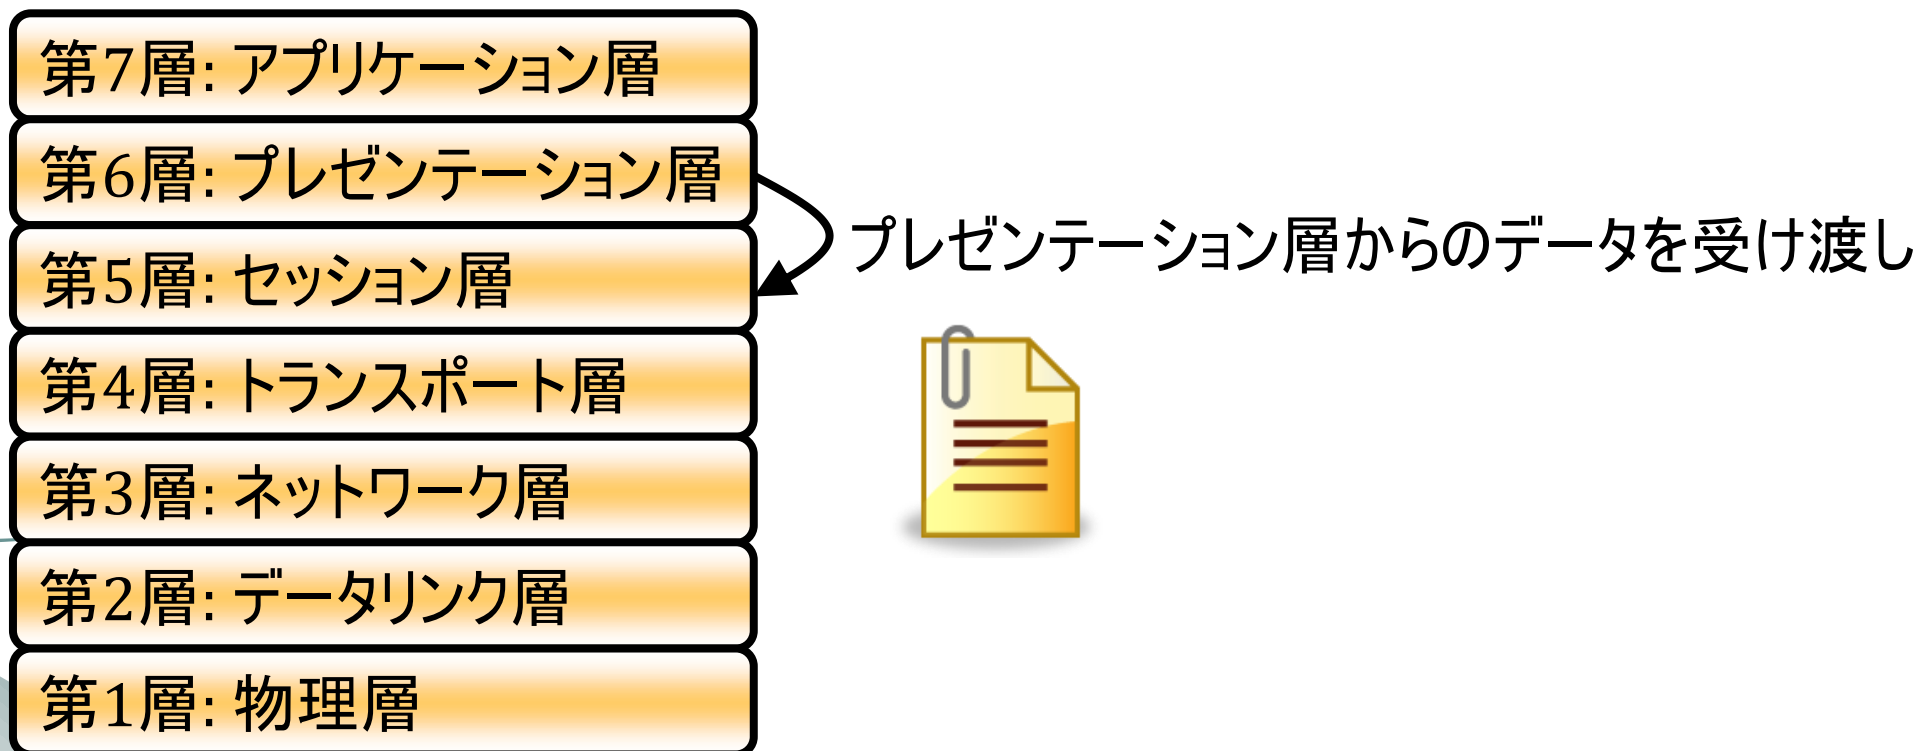 第7層: アプリケーション層
第6層: プレゼンテーション層
第5層: セッション層
第4層: トランスポート層
第3層: ネットワーク層
第2層: データリンク層
第1層: 物理層
プレゼンテーション層からのデータを受け渡し